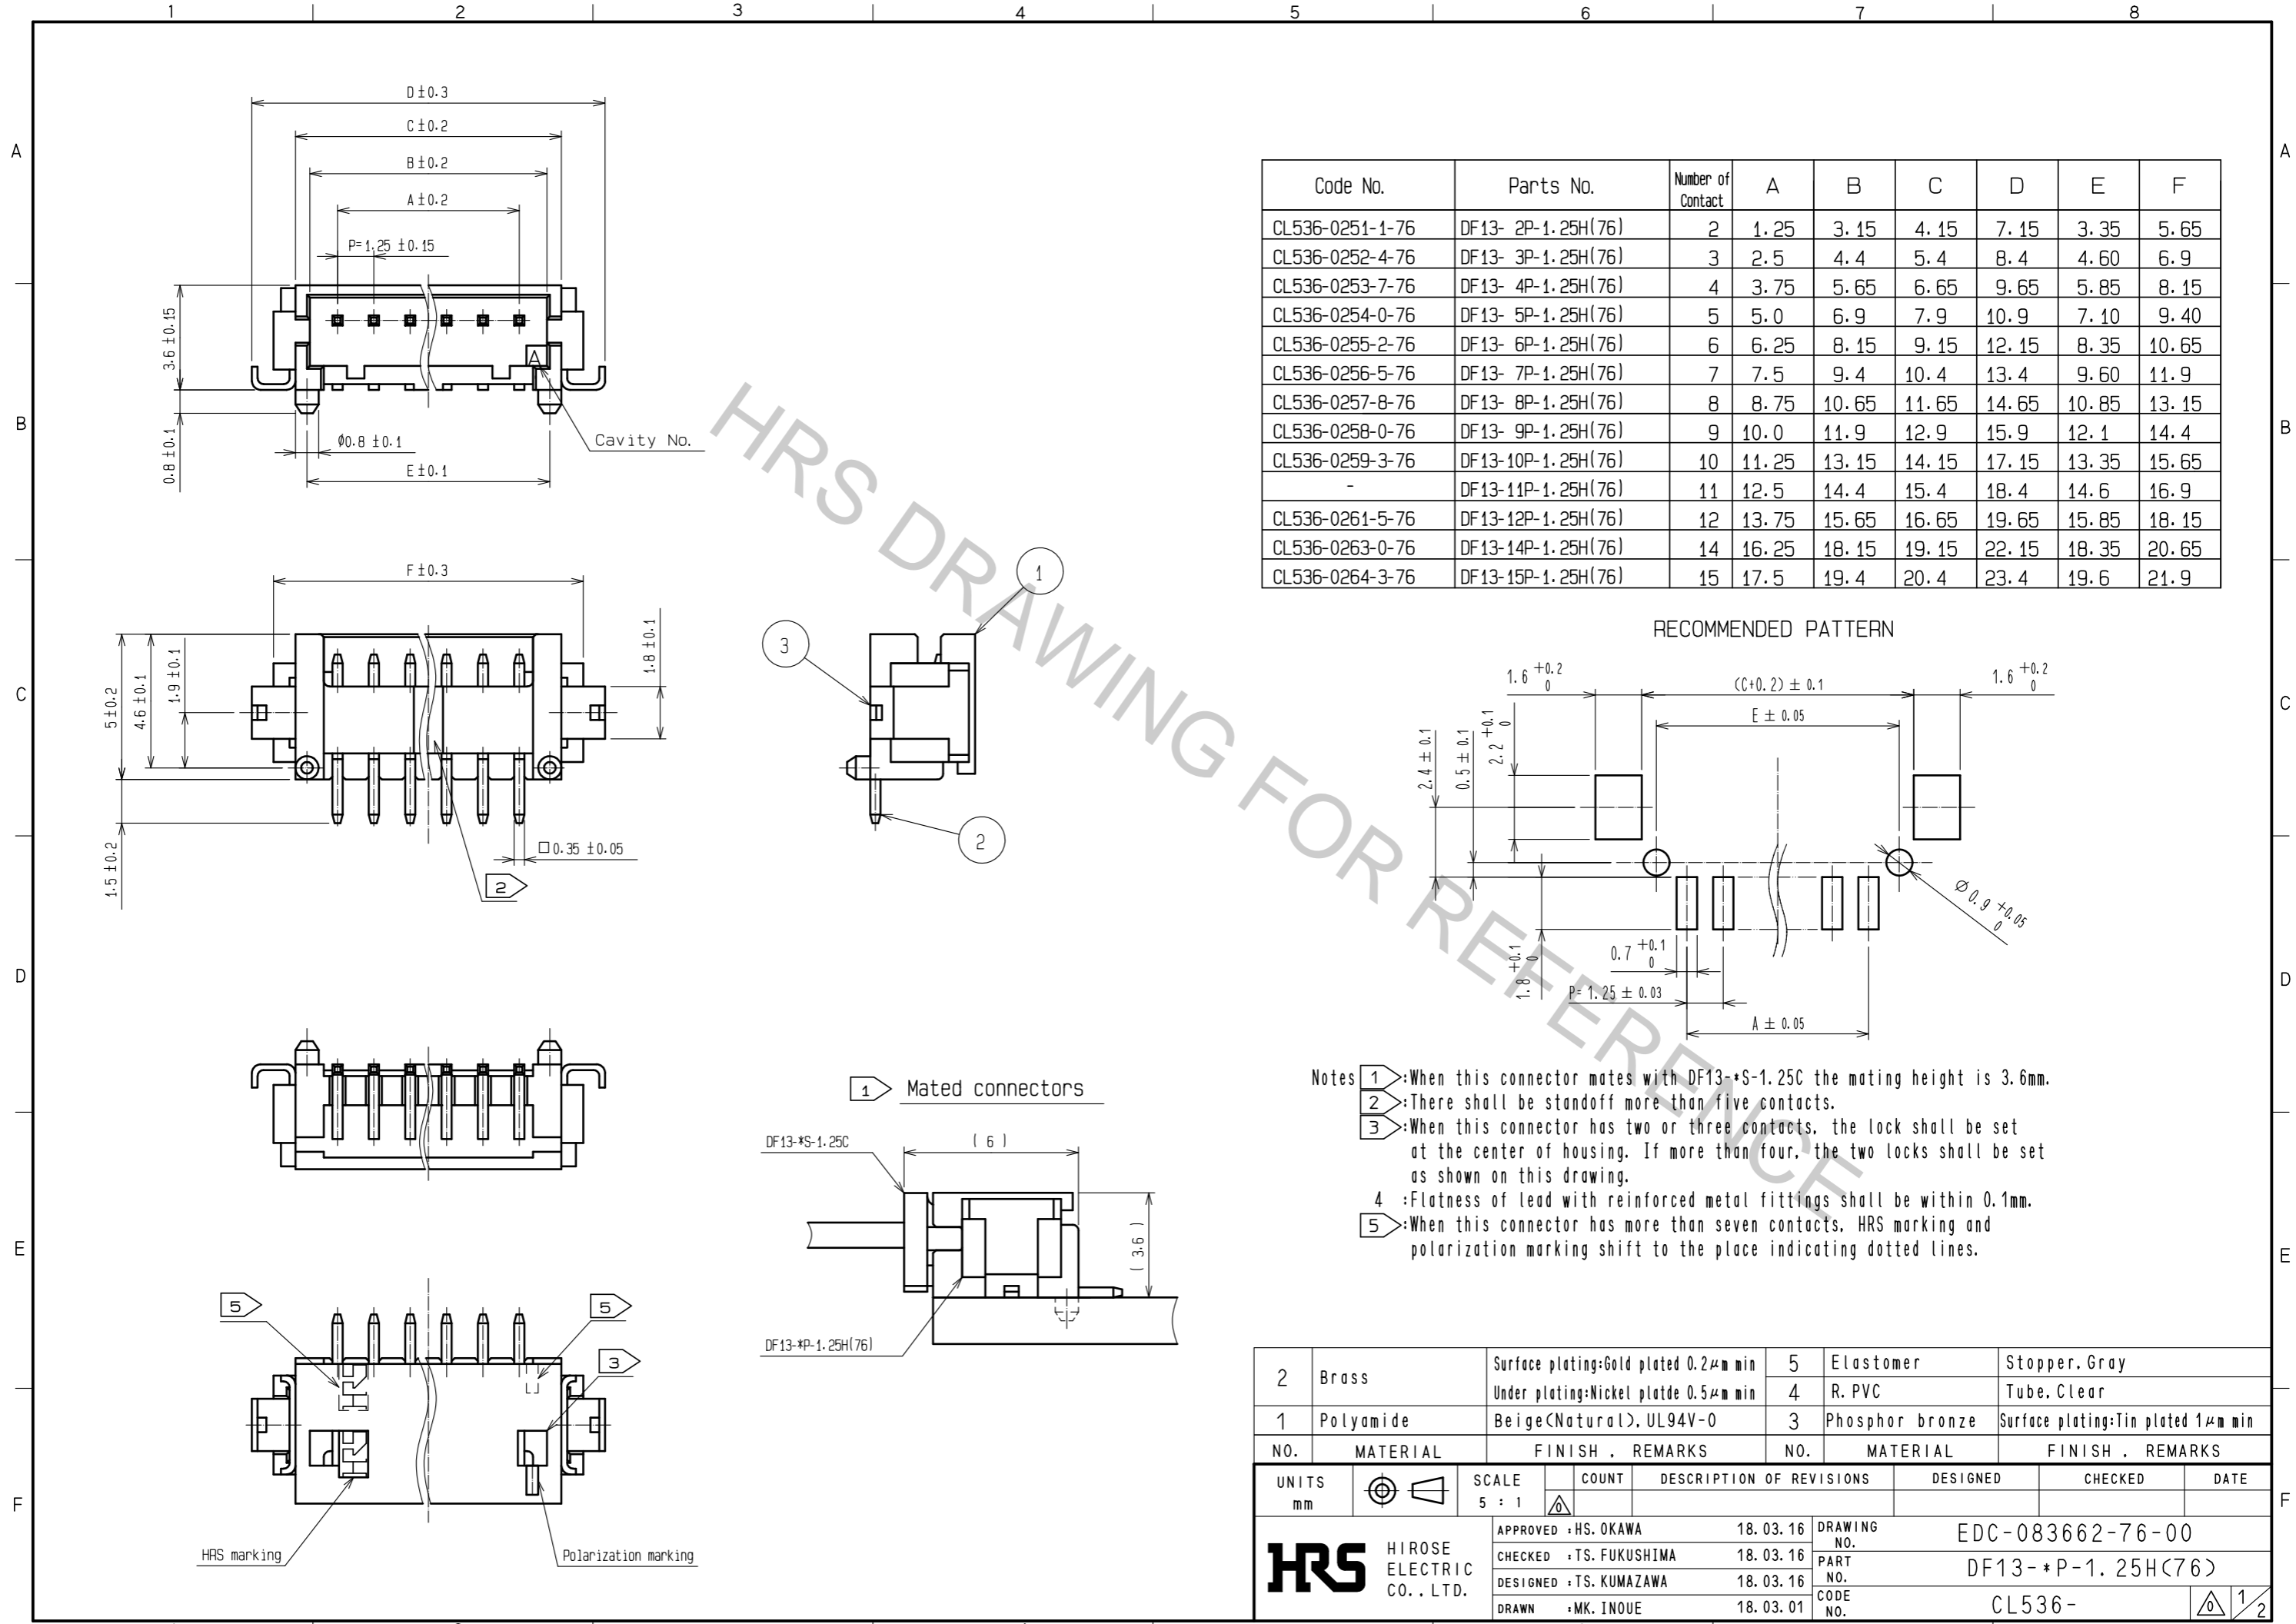 1 2 3 4 5 6 7 8
A A
B B
C C
D D
E E
F F
D±0.3
C±0.2
B±0.2
A±0.2
P=1.25 ±0.15
3.6 ±0.15
0.8 ±0.1
Ø0.8 ±0.1
E±0.1
A
Cavity No.
F±0.3
5±0.2
4.6 ±0.1
1.9 ±0.1
1.8 ±0.1
1.5 ±0.2
□0.35 ±0.05
2
1
3
2
HRS DRAWING FOR REFERENCE
Code No. Parts No. Number of Contact A B C D E F
CL536-0251-1-76 DF13- 2P-1.25H(76) 2 1.25 3.15 4.15 7.15 3.35 5.65
CL536-0252-4-76 DF13- 3P-1.25H(76) 3 2.5 4.4 5.4 8.4 4.60 6.9
CL536-0253-7-76 DF13- 4P-1.25H(76) 4 3.75 5.65 6.65 9.65 5.85 8.15
CL536-0254-0-76 DF13- 5P-1.25H(76) 5 5.0 6.9 7.9 10.9 7.10 9.40
CL536-0255-2-76 DF13- 6P-1.25H(76) 6 6.25 8.15 9.15 12.15 8.35 10.65
CL536-0256-5-76 DF13- 7P-1.25H(76) 7 7.5 9.4 10.4 13.4 9.60 11.9
CL536-0257-8-76 DF13- 8P-1.25H(76) 8 8.75 10.65 11.65 14.65 10.85 13.15
CL536-0258-0-76 DF13- 9P-1.25H(76) 9 10.0 11.9 12.9 15.9 12.1 14.4
CL536-0259-3-76 DF13-10P-1.25H(76) 10 11.25 13.15 14.15 17.15 13.35 15.65
- DF13-11P-1.25H(76) 11 12.5 14.4 15.4 18.4 14.6 16.9
CL536-0261-5-76 DF13-12P-1.25H(76) 12 13.75 15.65 16.65 19.65 15.85 18.15
CL536-0263-0-76 DF13-14P-1.25H(76) 14 16.25 18.15 19.15 22.15 18.35 20.65
CL536-0264-3-76 DF13-15P-1.25H(76) 15 17.5 19.4 20.4 23.4 19.6 21.9
RECOMMENDED PATTERN
1.6 +0.2 0
(C+0.2) ± 0.1
1.6 +0.2 0
E ± 0.05
2.4 ± 0.1
0.5 ± 0.1
2.2 +0.1 0
Ø0.9 +0.05 0
1.8 +0.1 0
0.7 +0.1 0
P=1.25 ± 0.03
A ± 0.05
1 Mated connectors
DF13-*S-1.25C
( 6 )
( 3.6 )
DF13-*P-1.25H(76)
5
5
3
HRS marking
Polarization marking
Notes 1 :When this connector mates with DF13-*S-1.25C the mating height is 3.6mm.
2 :There shall be standoff more than five contacts.
3 :When this connector has two or three contacts, the lock shall be set
at the center of housing. If more than four, the two locks shall be set
as shown on this drawing.
4 :Flatness of lead with reinforced metal fittings shall be within 0.1mm.
5 :When this connector has more than seven contacts, HRS marking and
polarization marking shift to the place indicating dotted lines.
2 Brass Surface plating:Gold plated 0.2μm min 5 Elastomer Stopper, Gray
Under plating:Nickel platde 0.5μm min 4 R. PVC Tube, Clear
1 Polyamide Beige(Natural), UL94V-0 3 Phosphor bronze Surface plating:Tin plated 1μm min
NO. MATERIAL FINISH , REMARKS NO. MATERIAL FINISH , REMARKS
UNITS mm SCALE 5 : 1 COUNT DESCRIPTION OF REVISIONS DESIGNED CHECKED DATE
0
HRS HIROSE ELECTRIC CO., LTD.
APPROVED :HS. OKAWA 18.03.16 DRAWING NO. EDC-083662-76-00
CHECKED :TS. FUKUSHIMA 18.03.16 PART NO. DF13-*P-1.25H(76)
DESIGNED :TS. KUMAZAWA 18.03.16
DRAWN :MK. INOUE 18.03.01 CODE NO. CL536- 0 1/2